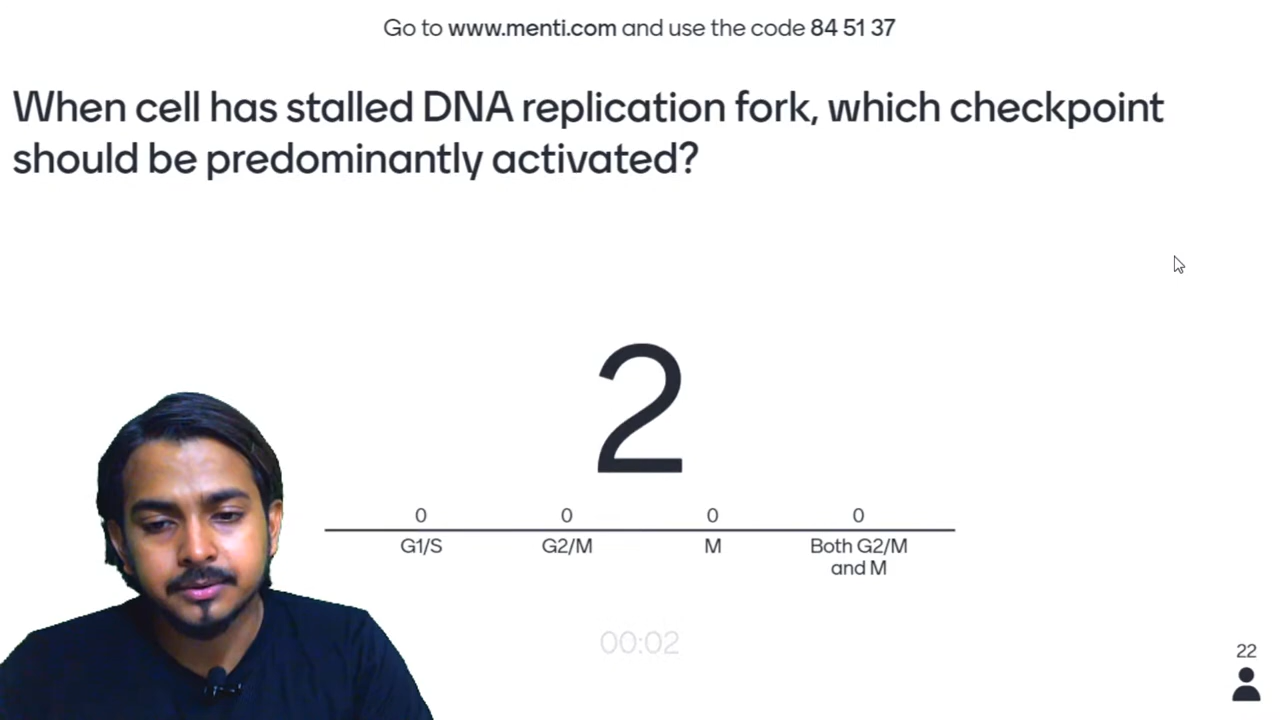 Go to www.menti.com and use the code 84 51 37
When cell has stalled DNA replication fork, which checkpoint
should be predominantly activated?
2
0 0 0 0
G1/S G2/M M Both G2/M
and M
00:02
22